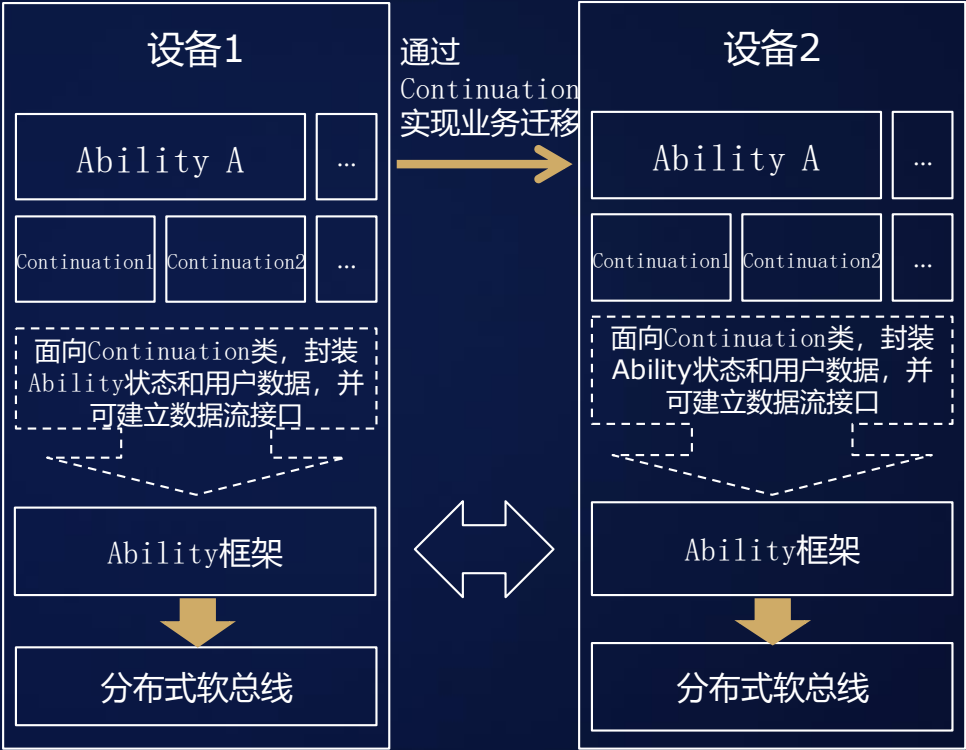 设备1
Ability A
...
Continuation1
Continuation2
...
面向Continuation类，封装
Ability状态和用户数据，并
可建立数据流接口
Ability框架
分布式软总线
通过
Continuation
实现业务迁移
设备2
Ability A
...
Continuation1
Continuation2
...
面向Continuation类，封装
Ability状态和用户数据，并
可建立数据流接口
Ability框架
分布式软总线